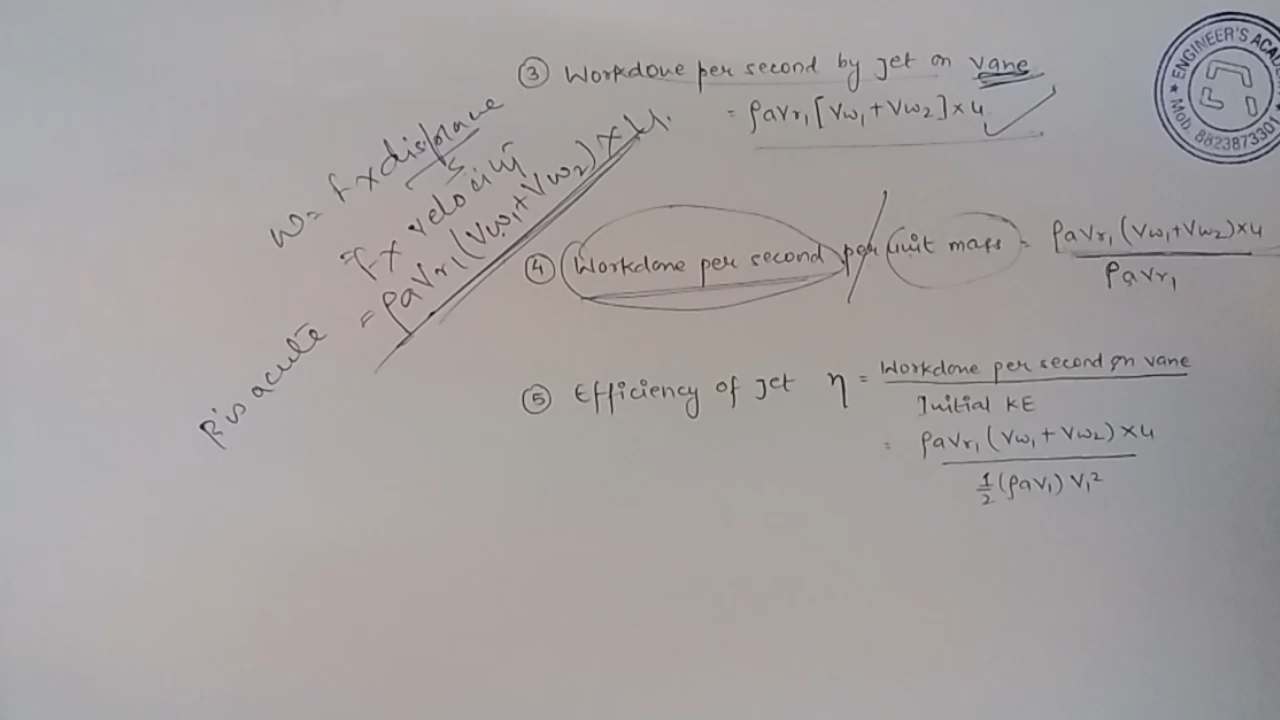 ③ Workdone per second by jet on vane
= ρaVr₁[Vw₁+Vw₂]×u
W= F×displace
s
= F× velocity
= ρaVr₁(Vw₁+Vw₂)×u.
β is acute
④ (Workdone per second per unit mass = ρaVr₁(Vw₁+Vw₂)×u
ρaVr₁
⑤ Efficiency of jet η = Workdone per second on vane
Initial KE
= ρaVr₁(Vw₁+Vw₂)×u
½(ρaV₁)V₁²
★ ENGINEER'S ACA
Mob. 8823873301